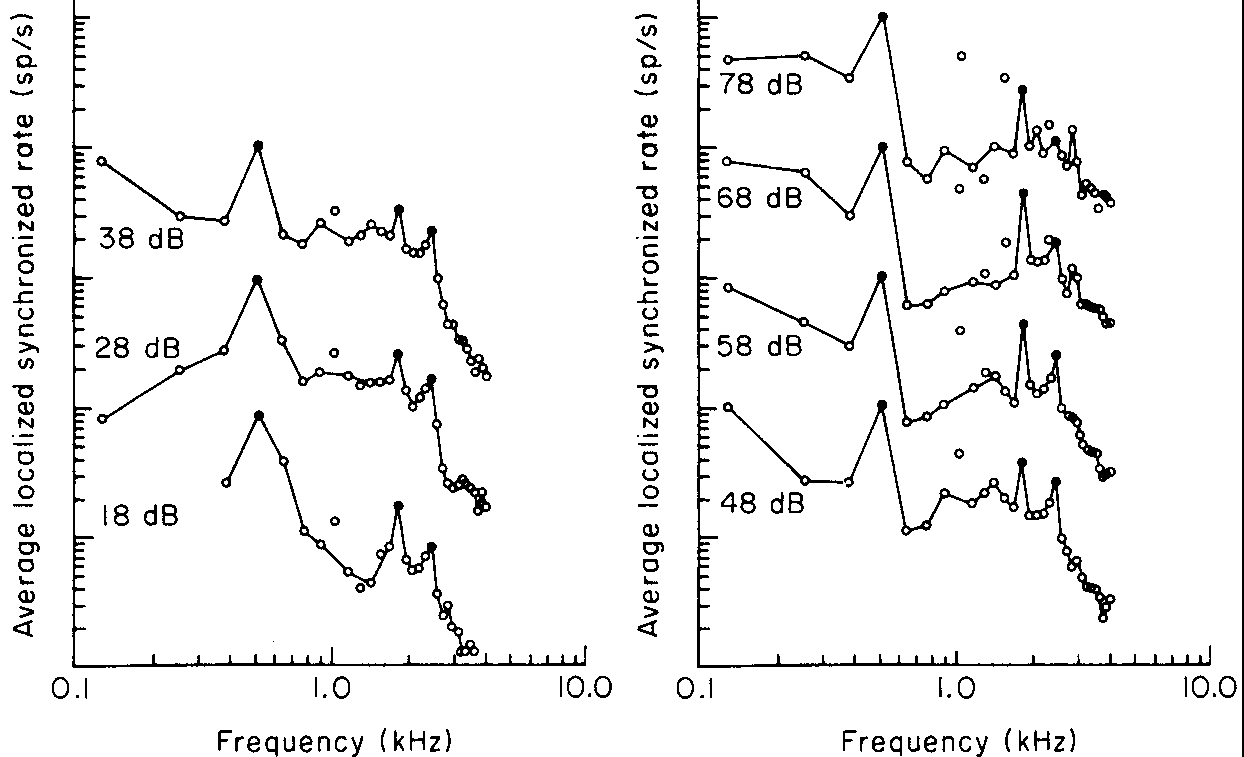 Average localized synchronized rate (sp/s)
38 dB
28 dB
18 dB
0.1 1.0 10.0
Frequency (kHz)
Average localized synchronized rate (sp/s)
78 dB
68 dB
58 dB
48 dB
0.1 1.0 10.0
Frequency (kHz)